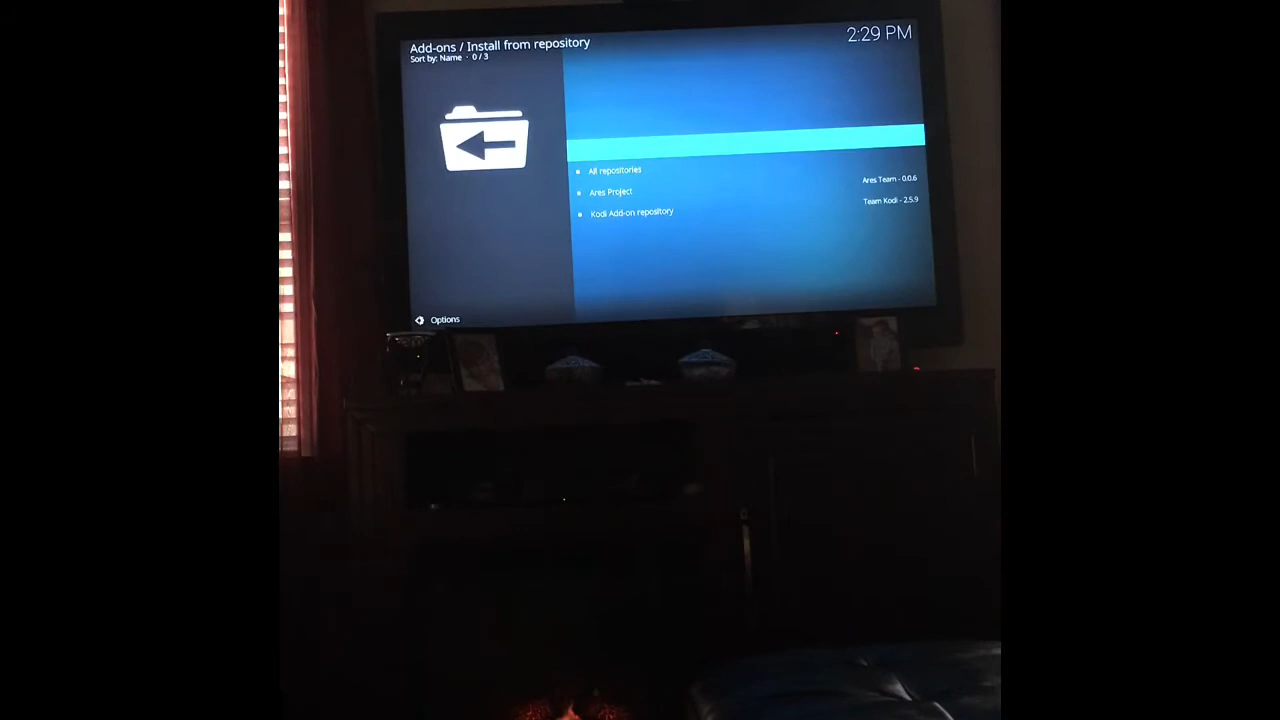 Add-ons / Install from repository
Sort by: Name · 0 / 3
2:29 PM
All repositories
Ares Project
Ares Team - 0.0.6
Kodi Add-on repository
Team Kodi - 2.5.9
Options